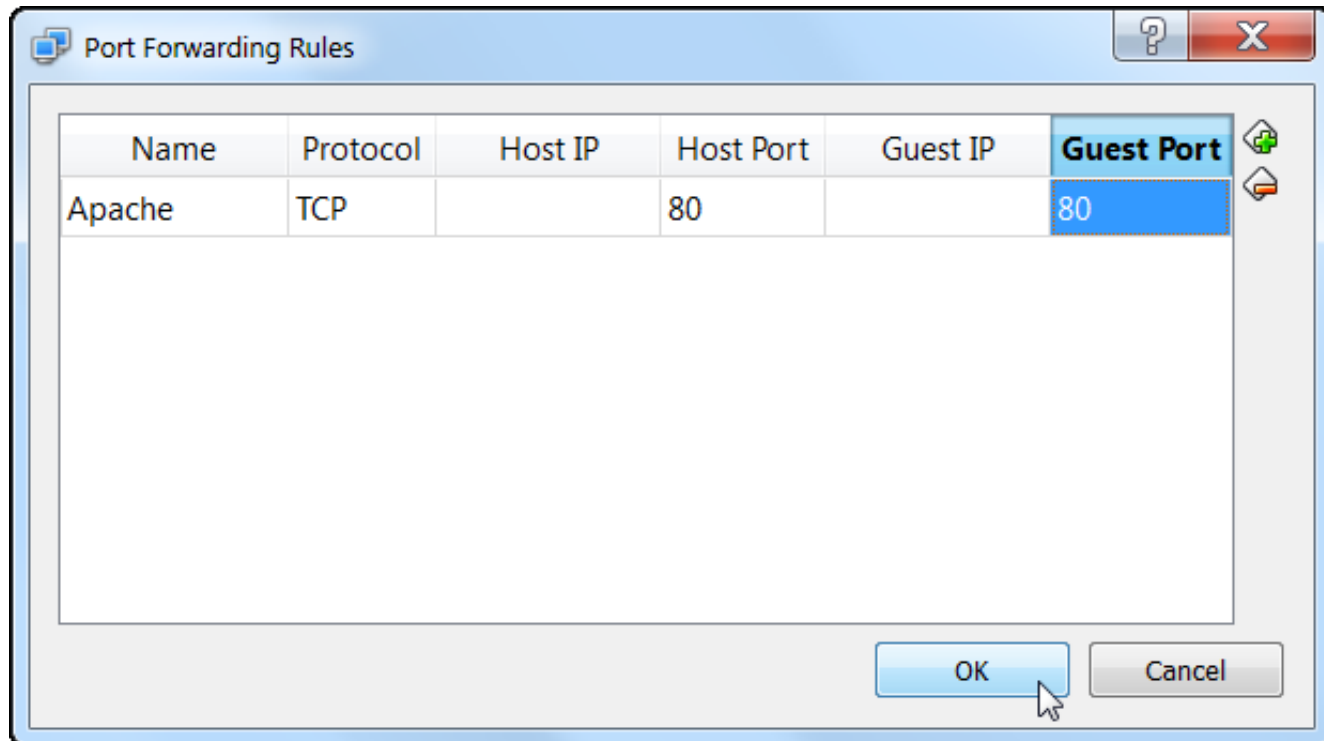 Port Forwarding Rules
Name Protocol Host IP Host Port Guest IP Guest Port
Apache TCP 80 80
OK Cancel